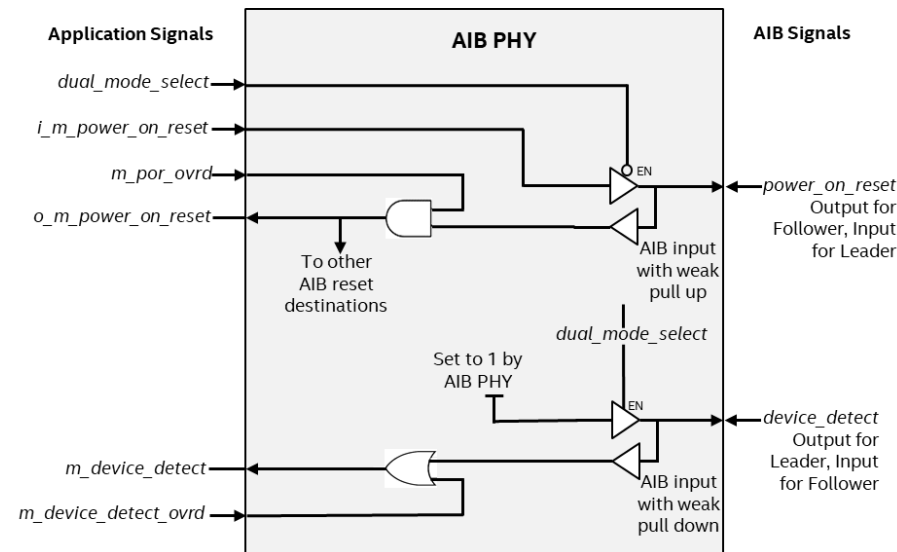 Application Signals
AIB PHY
AIB Signals
dual_mode_select
i_m_power_on_reset
EN
m_por_ovrd
power_on_reset
Output for
Follower, Input
for Leader
o_m_power_on_reset
To other
AIB reset
destinations
AIB input
with weak
pull up
dual_mode_select
Set to 1 by
AIB PHY
EN
device_detect
Output for
Leader, Input
for Follower
m_device_detect
AIB input
with weak
pull down
m_device_detect_ovrd